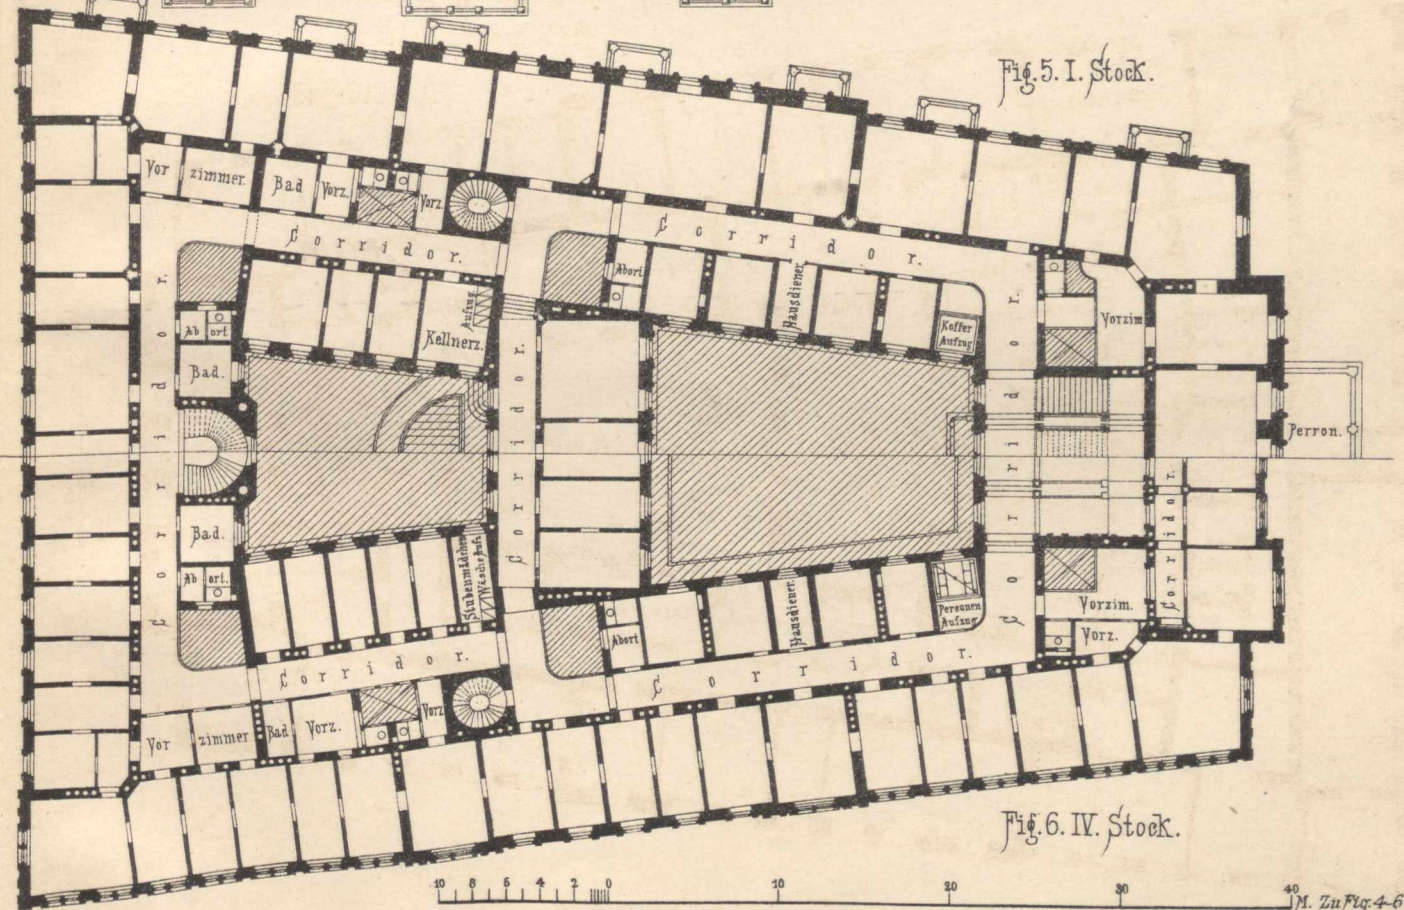 Fig. 5. I. Stock.
Vor zimmer.
Bad
Vorz.
Vorz.
Corridor.
Corridor.
Abort
Hausdiener.
Koffer
Aufzug
Vorzim
Aufzug.
Kellnerz.
Ab ort.
Bad.
Corridor.
Corridor.
Corridor.
Perron.
Bad.
Ab ort.
Corridor.
Corridor.
Corridor.
Corridor.
Stubenmädchen
Wäsche Aufz.
Hausdiener.
Personen
Aufzug
Vorzim.
Vorz.
Abort
Corridor.
Corridor.
Vor zimmer
Bad
Vorz.
Vorz
Fig. 6. IV. Stock.
10 8 6 4 2 0 10 20 30 40
M. Zu Fig. 4-6